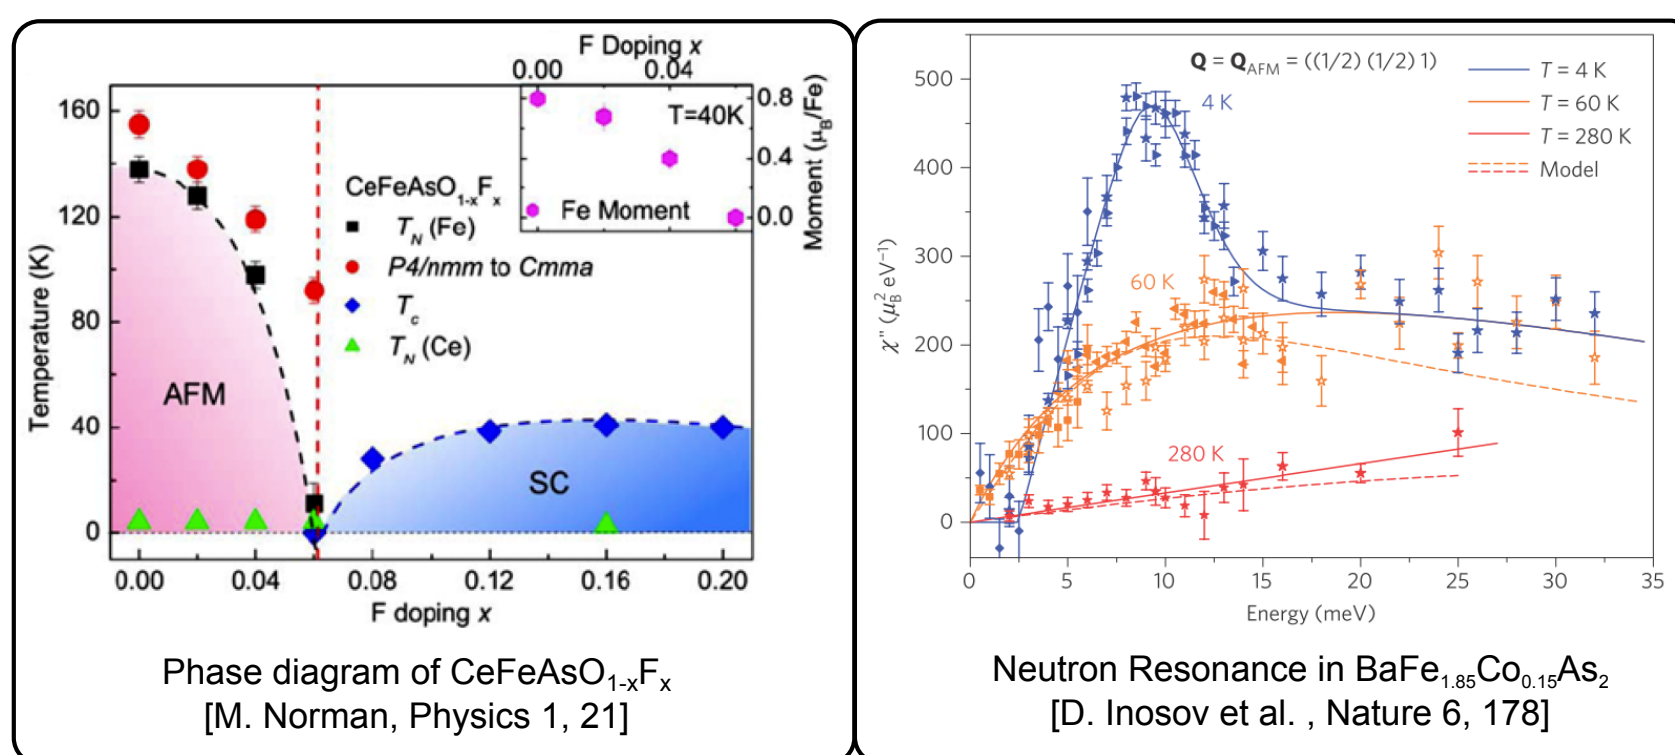 F Doping x
0.00 0.04
160
120
80
40
0
Temperature (K)
T=40K
0.8
0.4
0.0
Moment (μB/Fe)
Fe Moment
CeFeAsO1-xFx
TN (Fe)
P4/nmm to Cmma
Tc
TN (Ce)
AFM
SC
0.00 0.04 0.08 0.12 0.16 0.20
F doping x
Phase diagram of CeFeAsO1-xFx
[M. Norman, Physics 1, 21]
Q = QAFM = ((1/2) (1/2) 1)
T = 4 K
T = 60 K
T = 280 K
Model
500
400
300
200
100
0
χ″ (μB² eV⁻¹)
4 K
60 K
280 K
0 5 10 15 20 25 30 35
Energy (meV)
Neutron Resonance in BaFe1.85Co0.15As2
[D. Inosov et al. , Nature 6, 178]